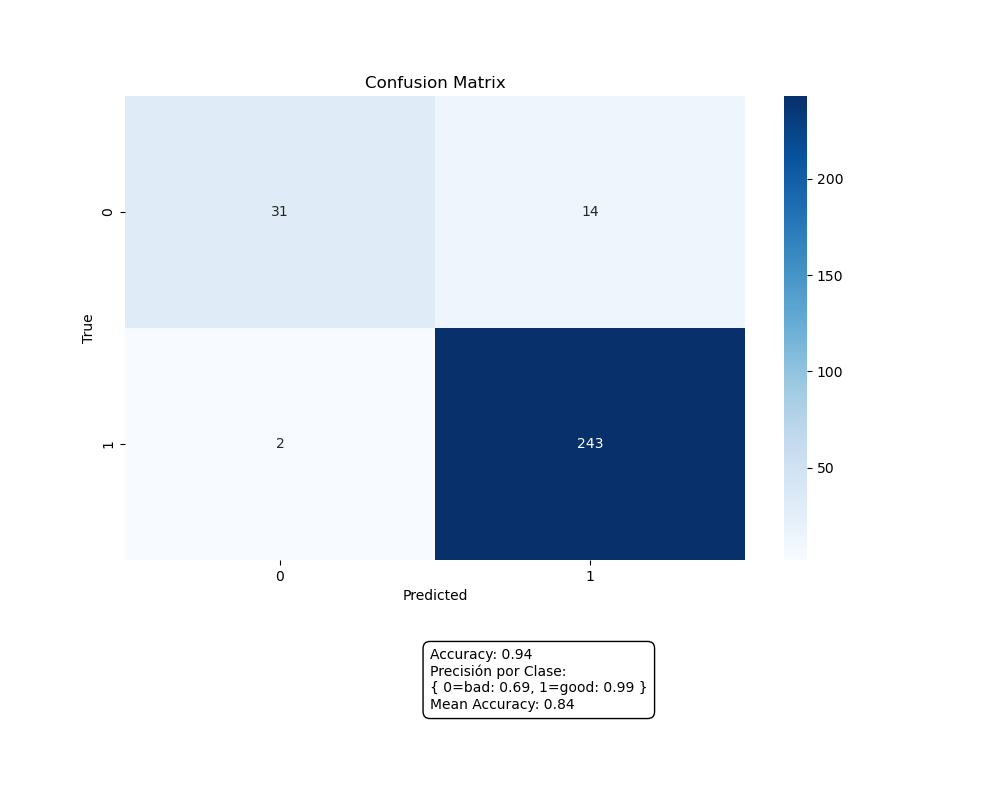 Confusion Matrix
0
31
14
200
150
True
100
1
2
243
50
0
1
Predicted
Accuracy: 0.94
Precisión por Clase:
{ 0=bad: 0.69, 1=good: 0.99 }
Mean Accuracy: 0.84